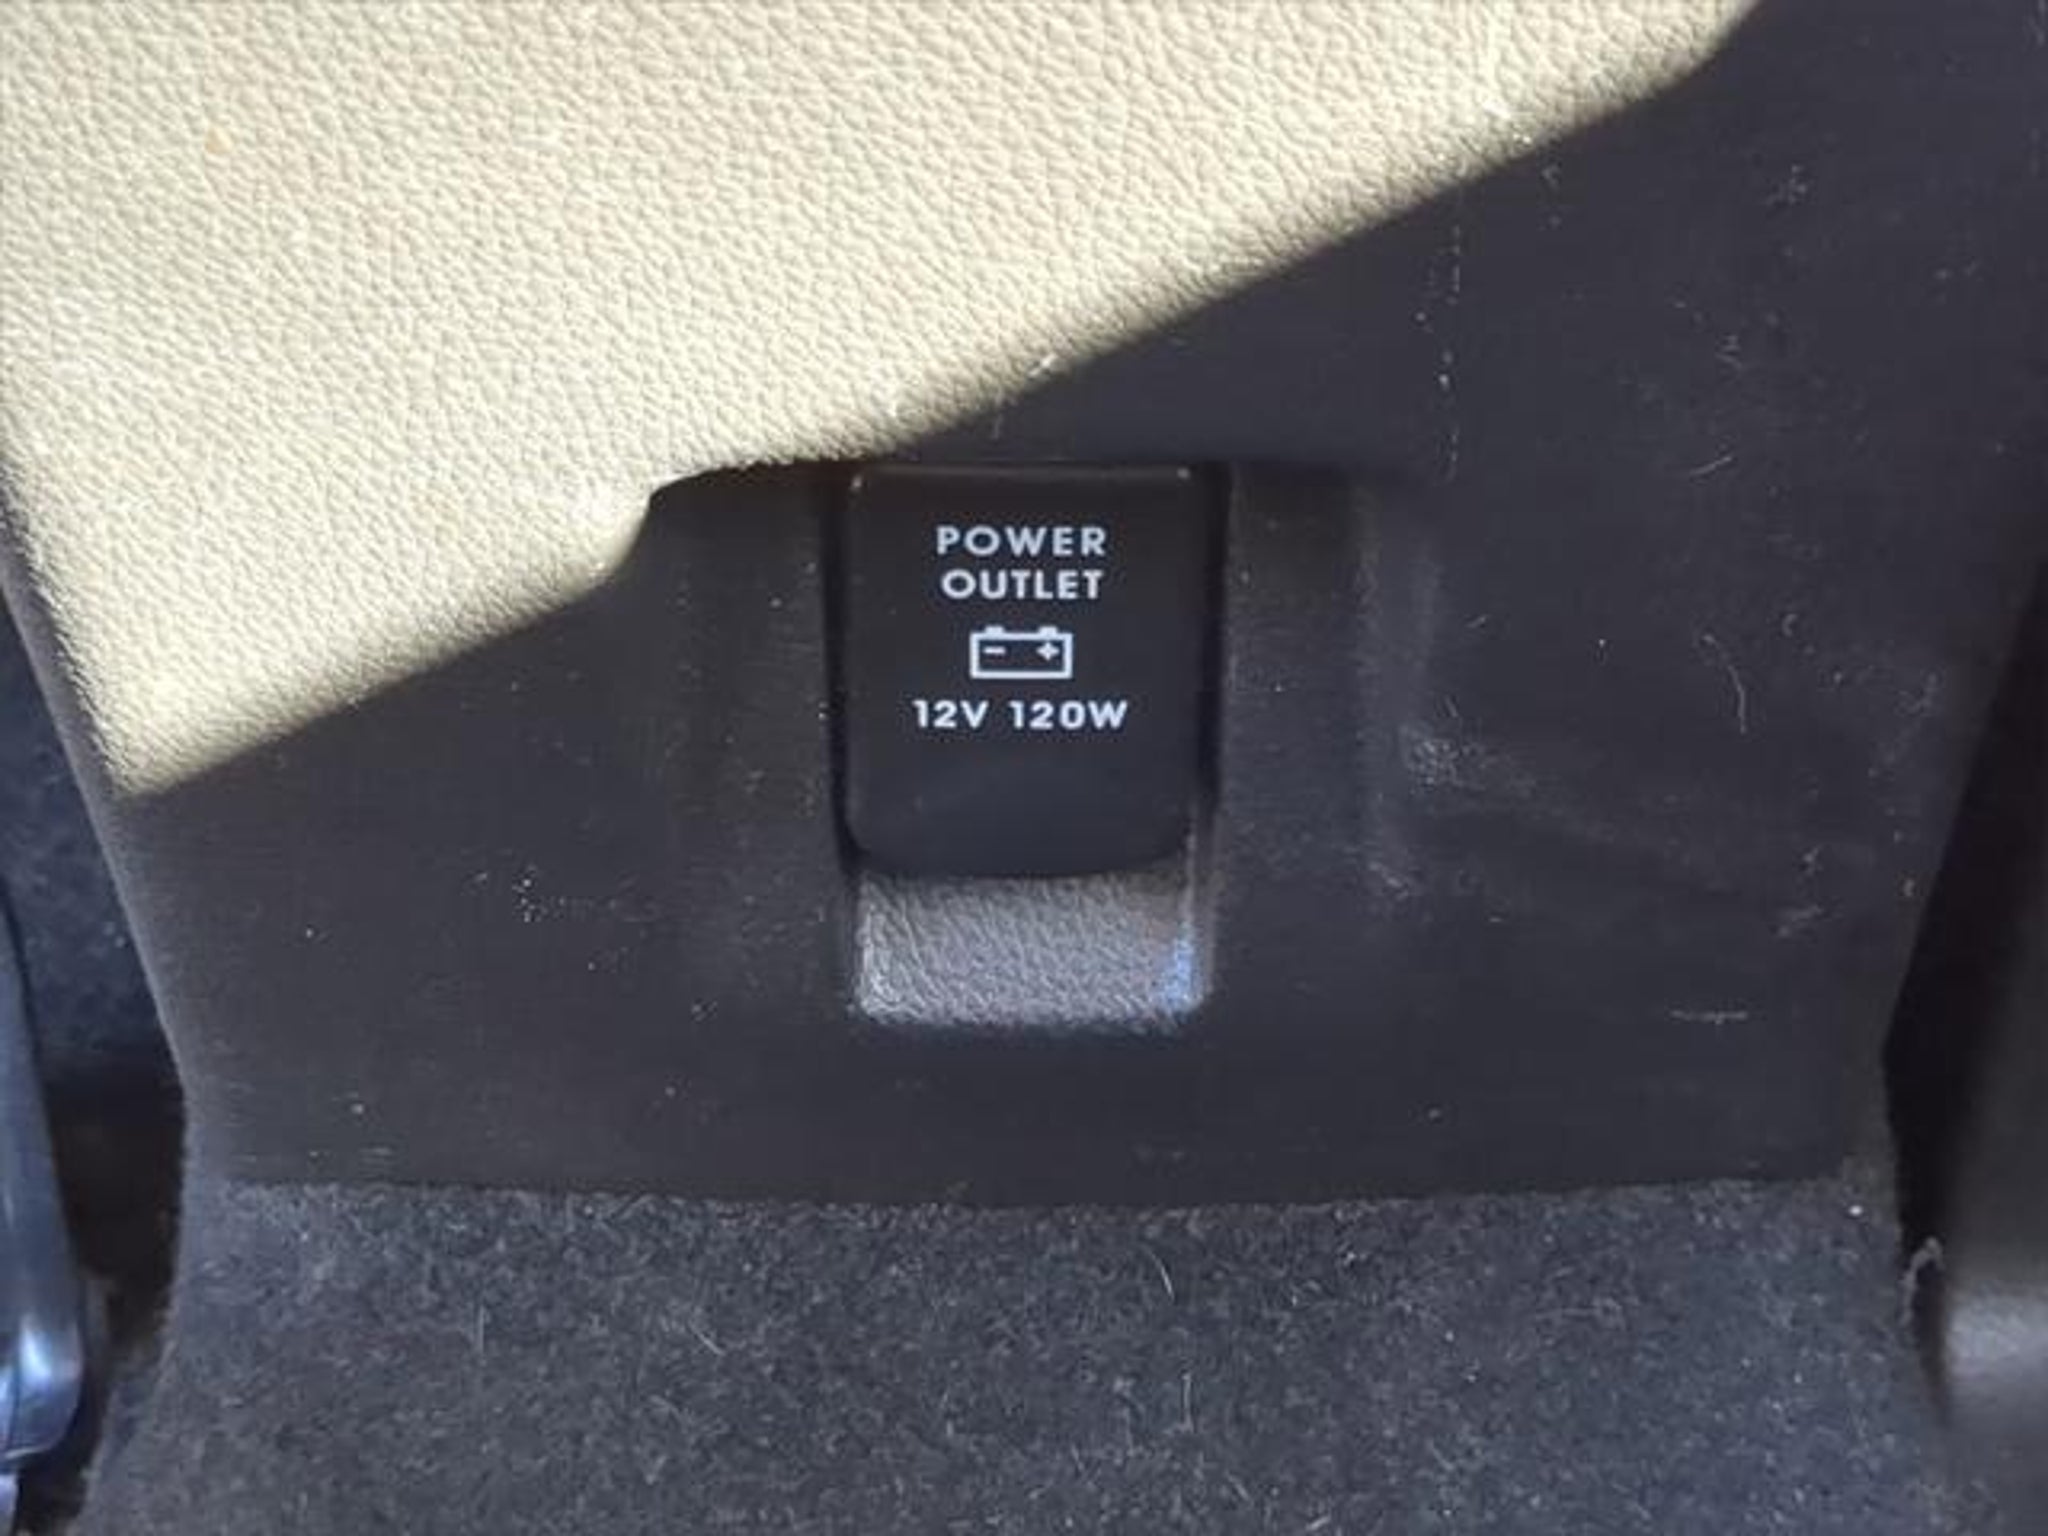 POWER
OUTLET
- +
12V 120W